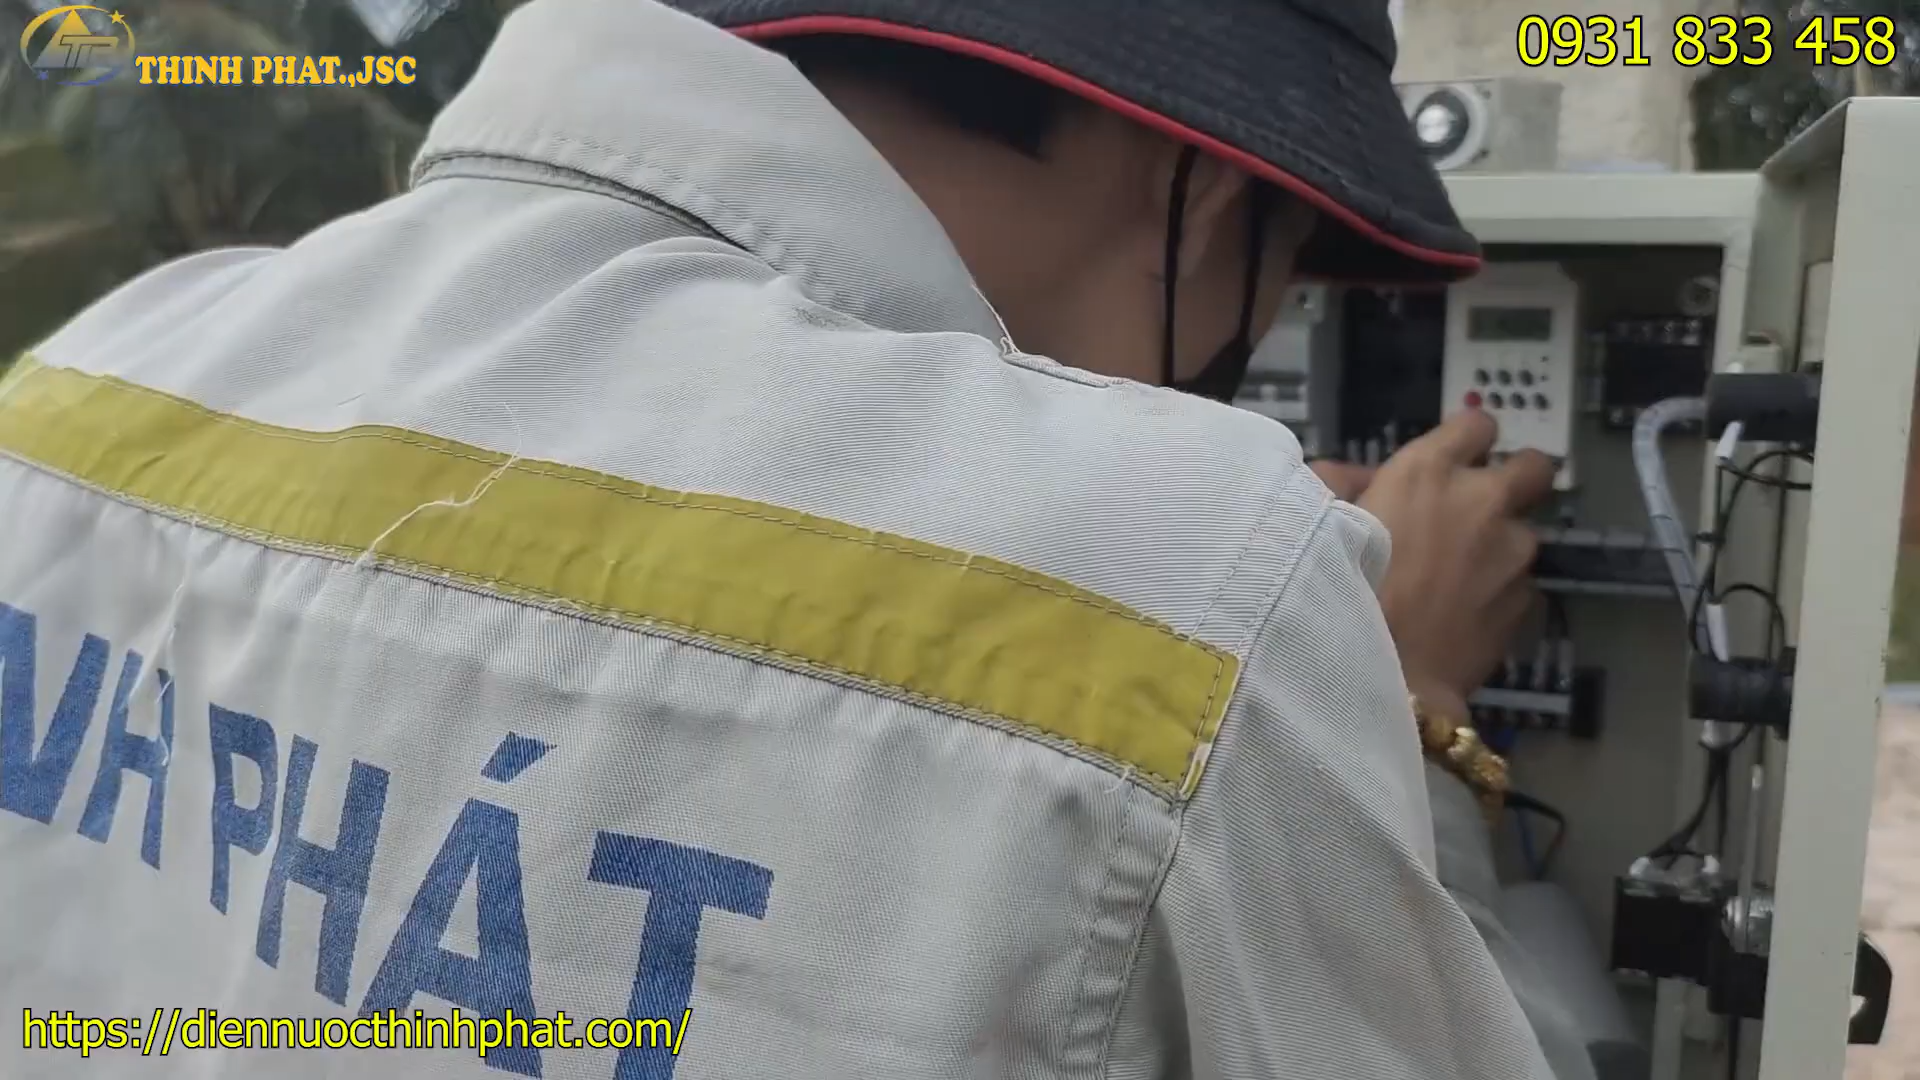 THINH PHAT.,JSC
0931 833 458
NH PHÁT
https://diennuocthinhphat.com/